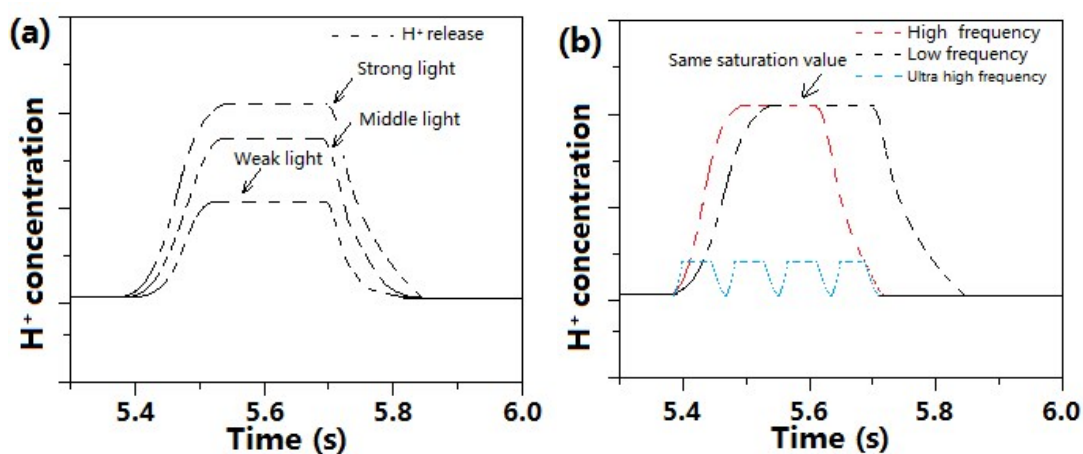 (a)
H⁺ release
Strong light
Middle light
Weak light
H⁺ concentration
5.4 5.6 5.8 6.0
Time (s)
(b)
High frequency
Low frequency
Ultra high frequency
Same saturation value
H⁺ concentration
5.4 5.6 5.8 6.0
Time (s)